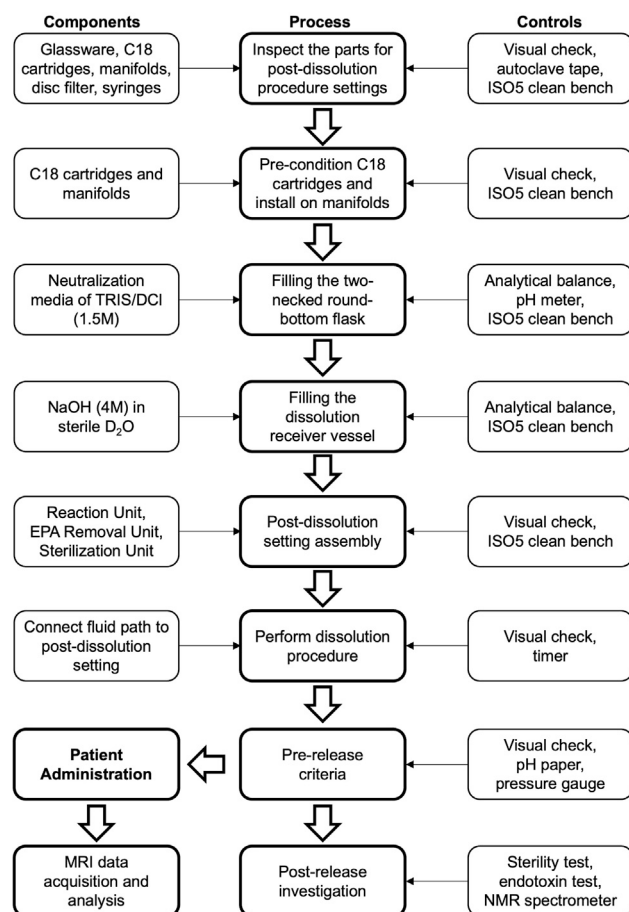 Components
Process
Controls
Glassware, C18
cartridges, manifolds,
disc filter, syringes
Inspect the parts for
post-dissolution
procedure settings
Visual check,
autoclave tape,
ISO5 clean bench
C18 cartridges and
manifolds
Pre-condition C18
cartridges and
install on manifolds
Visual check,
ISO5 clean bench
Neutralization
media of TRIS/DCl
(1.5M)
Filling the two-
necked round-
bottom flask
Analytical balance,
pH meter,
ISO5 clean bench
NaOH (4M) in
sterile D₂O
Filling the
dissolution
receiver vessel
Analytical balance,
ISO5 clean bench
Reaction Unit,
EPA Removal Unit,
Sterilization Unit
Post-dissolution
setting assembly
Visual check,
ISO5 clean bench
Connect fluid path to
post-dissolution
setting
Perform dissolution
procedure
Visual check,
timer
Patient
Administration
Pre-release
criteria
Visual check,
pH paper,
pressure gauge
MRI data
acquisition and
analysis
Post-release
investigation
Sterility test,
endotoxin test,
NMR spectrometer